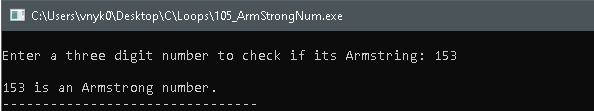 C:\Users\vnyk0\Desktop\C\Loops\105_ArmStrongNum.exe
Enter a three digit number to check if its Armstring: 153
153 is an Armstrong number.
--------------------------------